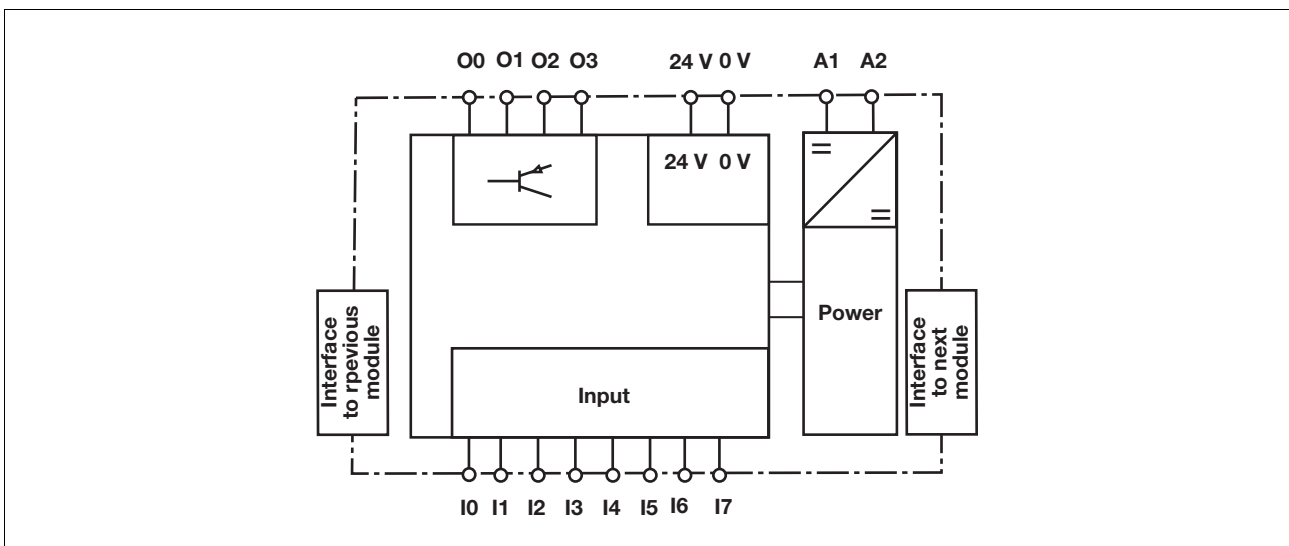 O0 O1 O2 O3 24 V 0 V A1 A2
24 V 0 V
Interface
to rpevious
module
Power
Interface
to next
module
Input
I0 I1 I2 I3 I4 I5 I6 I7